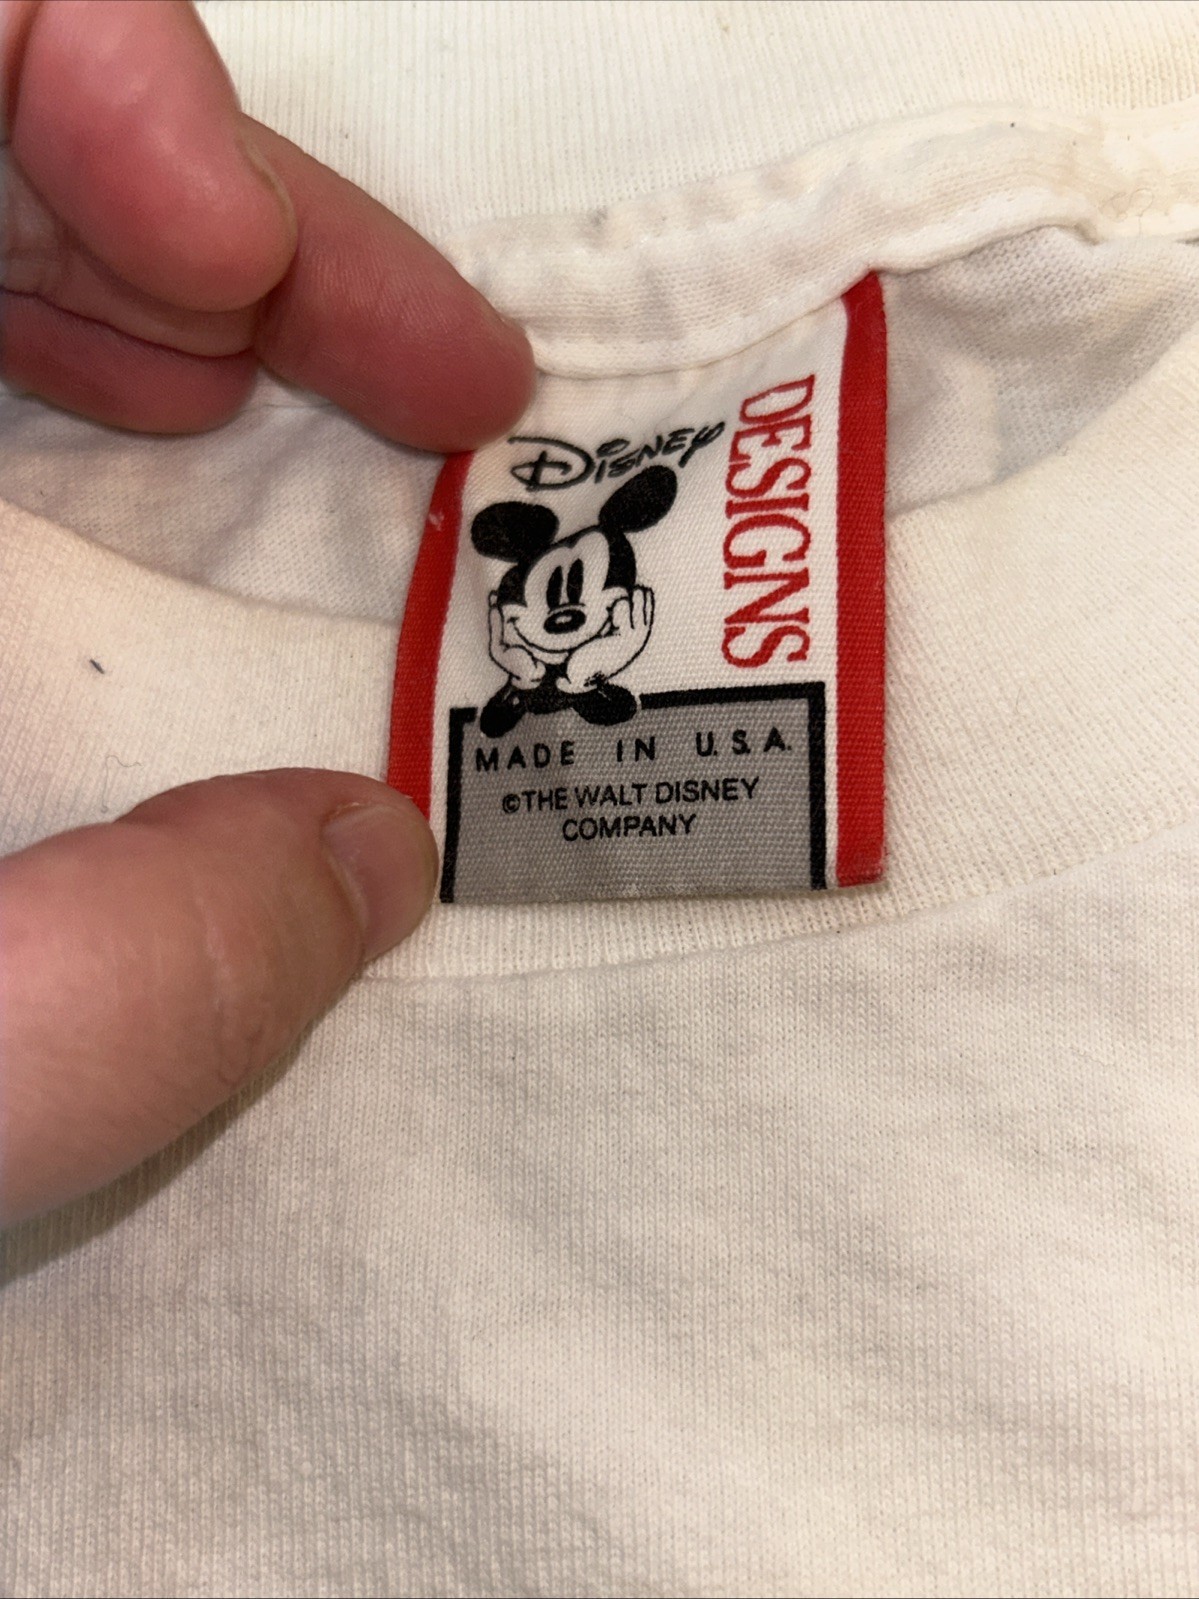 Disney
DESIGNS
MADE IN U.S.A.
©THE WALT DISNEY
COMPANY